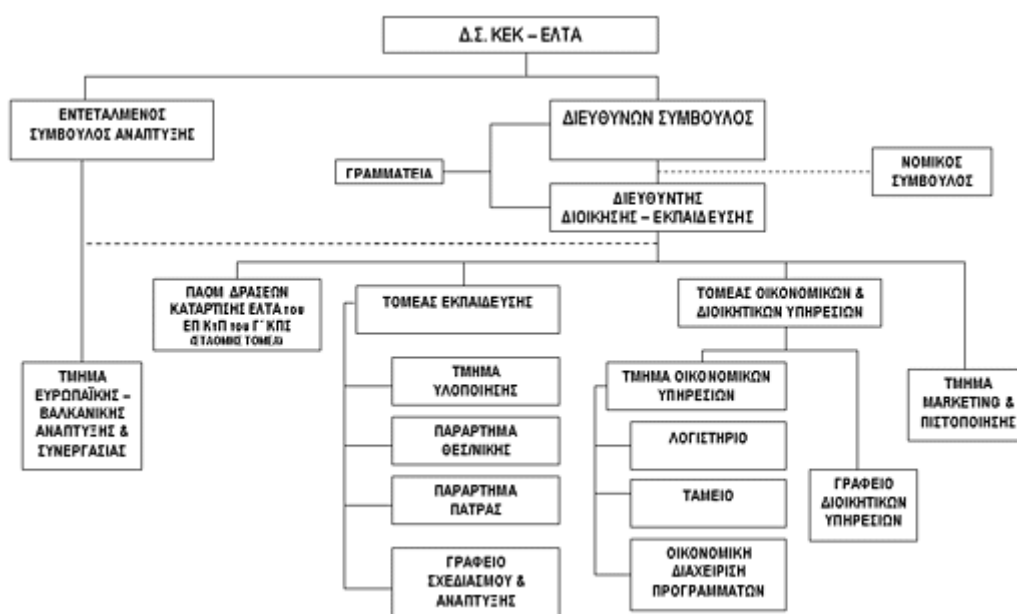 Δ.Σ. ΚΕΚ – ΕΛΤΑ
ΕΝΤΕΤΑΛΜΕΝΟΣ
ΣΥΜΒΟΥΛΟΣ ΑΝΑΠΤΥΞΗΣ
ΔΙΕΥΘΥΝΩΝ ΣΥΜΒΟΥΛΟΣ
ΓΡΑΜΜΑΤΕΙΑ
ΝΟΜΙΚΟΣ
ΣΥΜΒΟΥΛΟΣ
ΔΙΕΥΘΥΝΤΗΣ
ΔΙΟΙΚΗΣΗΣ – ΕΚΠΑΙΔΕΥΣΗΣ
ΠΑΟΜ ΔΡΑΣΕΩΝ
ΚΑΤΑΡΤΙΣΗΣ ΕΛΤΑ του
ΕΠ ΚτΠ του Γ΄ ΚΠΣ
ΤΟΜΕΑΣ ΕΚΠΑΙΔΕΥΣΗΣ
ΤΟΜΕΑΣ ΟΙΚΟΝΟΜΙΚΩΝ &
ΔΙΟΙΚΗΤΙΚΩΝ ΥΠΗΡΕΣΙΩΝ
ΤΜΗΜΑ
ΕΥΡΩΠΑΪΚΗΣ –
ΒΑΛΚΑΝΙΚΗΣ
ΑΝΑΠΤΥΞΗΣ &
ΣΥΝΕΡΓΑΣΙΑΣ
ΤΜΗΜΑ
ΥΛΟΠΟΙΗΣΗΣ
ΠΑΡΑΡΤΗΜΑ
ΘΕΣ/ΝΙΚΗΣ
ΠΑΡΑΡΤΗΜΑ
ΠΑΤΡΑΣ
ΓΡΑΦΕΙΟ
ΣΧΕΔΙΑΣΜΟΥ &
ΑΝΑΠΤΥΞΗΣ
ΤΜΗΜΑ ΟΙΚΟΝΟΜΙΚΩΝ
ΥΠΗΡΕΣΙΩΝ
ΛΟΓΙΣΤΗΡΙΟ
ΤΑΜΕΙΟ
ΟΙΚΟΝΟΜΙΚΗ
ΔΙΑΧΕΙΡΙΣΗ
ΠΡΟΓΡΑΜΜΑΤΩΝ
ΓΡΑΦΕΙΟ
ΔΙΟΙΚΗΤΙΚΩΝ
ΥΠΗΡΕΣΙΩΝ
ΤΜΗΜΑ
MARKETING &
ΠΙΣΤΟΠΟΙΗΣΗΣ